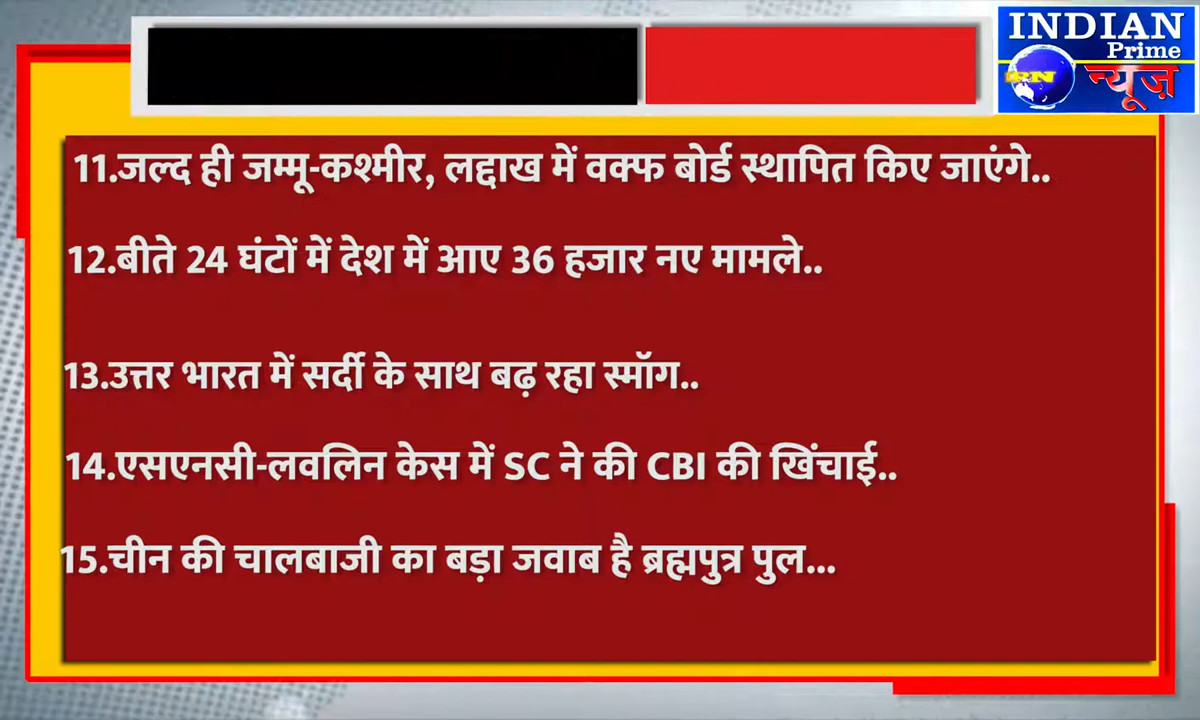 INDIAN
Prime
IPN न्यूज़
11.जल्द ही जम्मू-कश्मीर, लद्दाख में वक्फ बोर्ड स्थापित किए जाएंगे..
12.बीते 24 घंटों में देश में आए 36 हजार नए मामले..
13.उत्तर भारत में सर्दी के साथ बढ़ रहा स्मॉग..
14.एसएनसी-लवलिन केस में SC ने की CBI की खिंचाई..
15.चीन की चालबाजी का बड़ा जवाब है ब्रह्मपुत्र पुल...